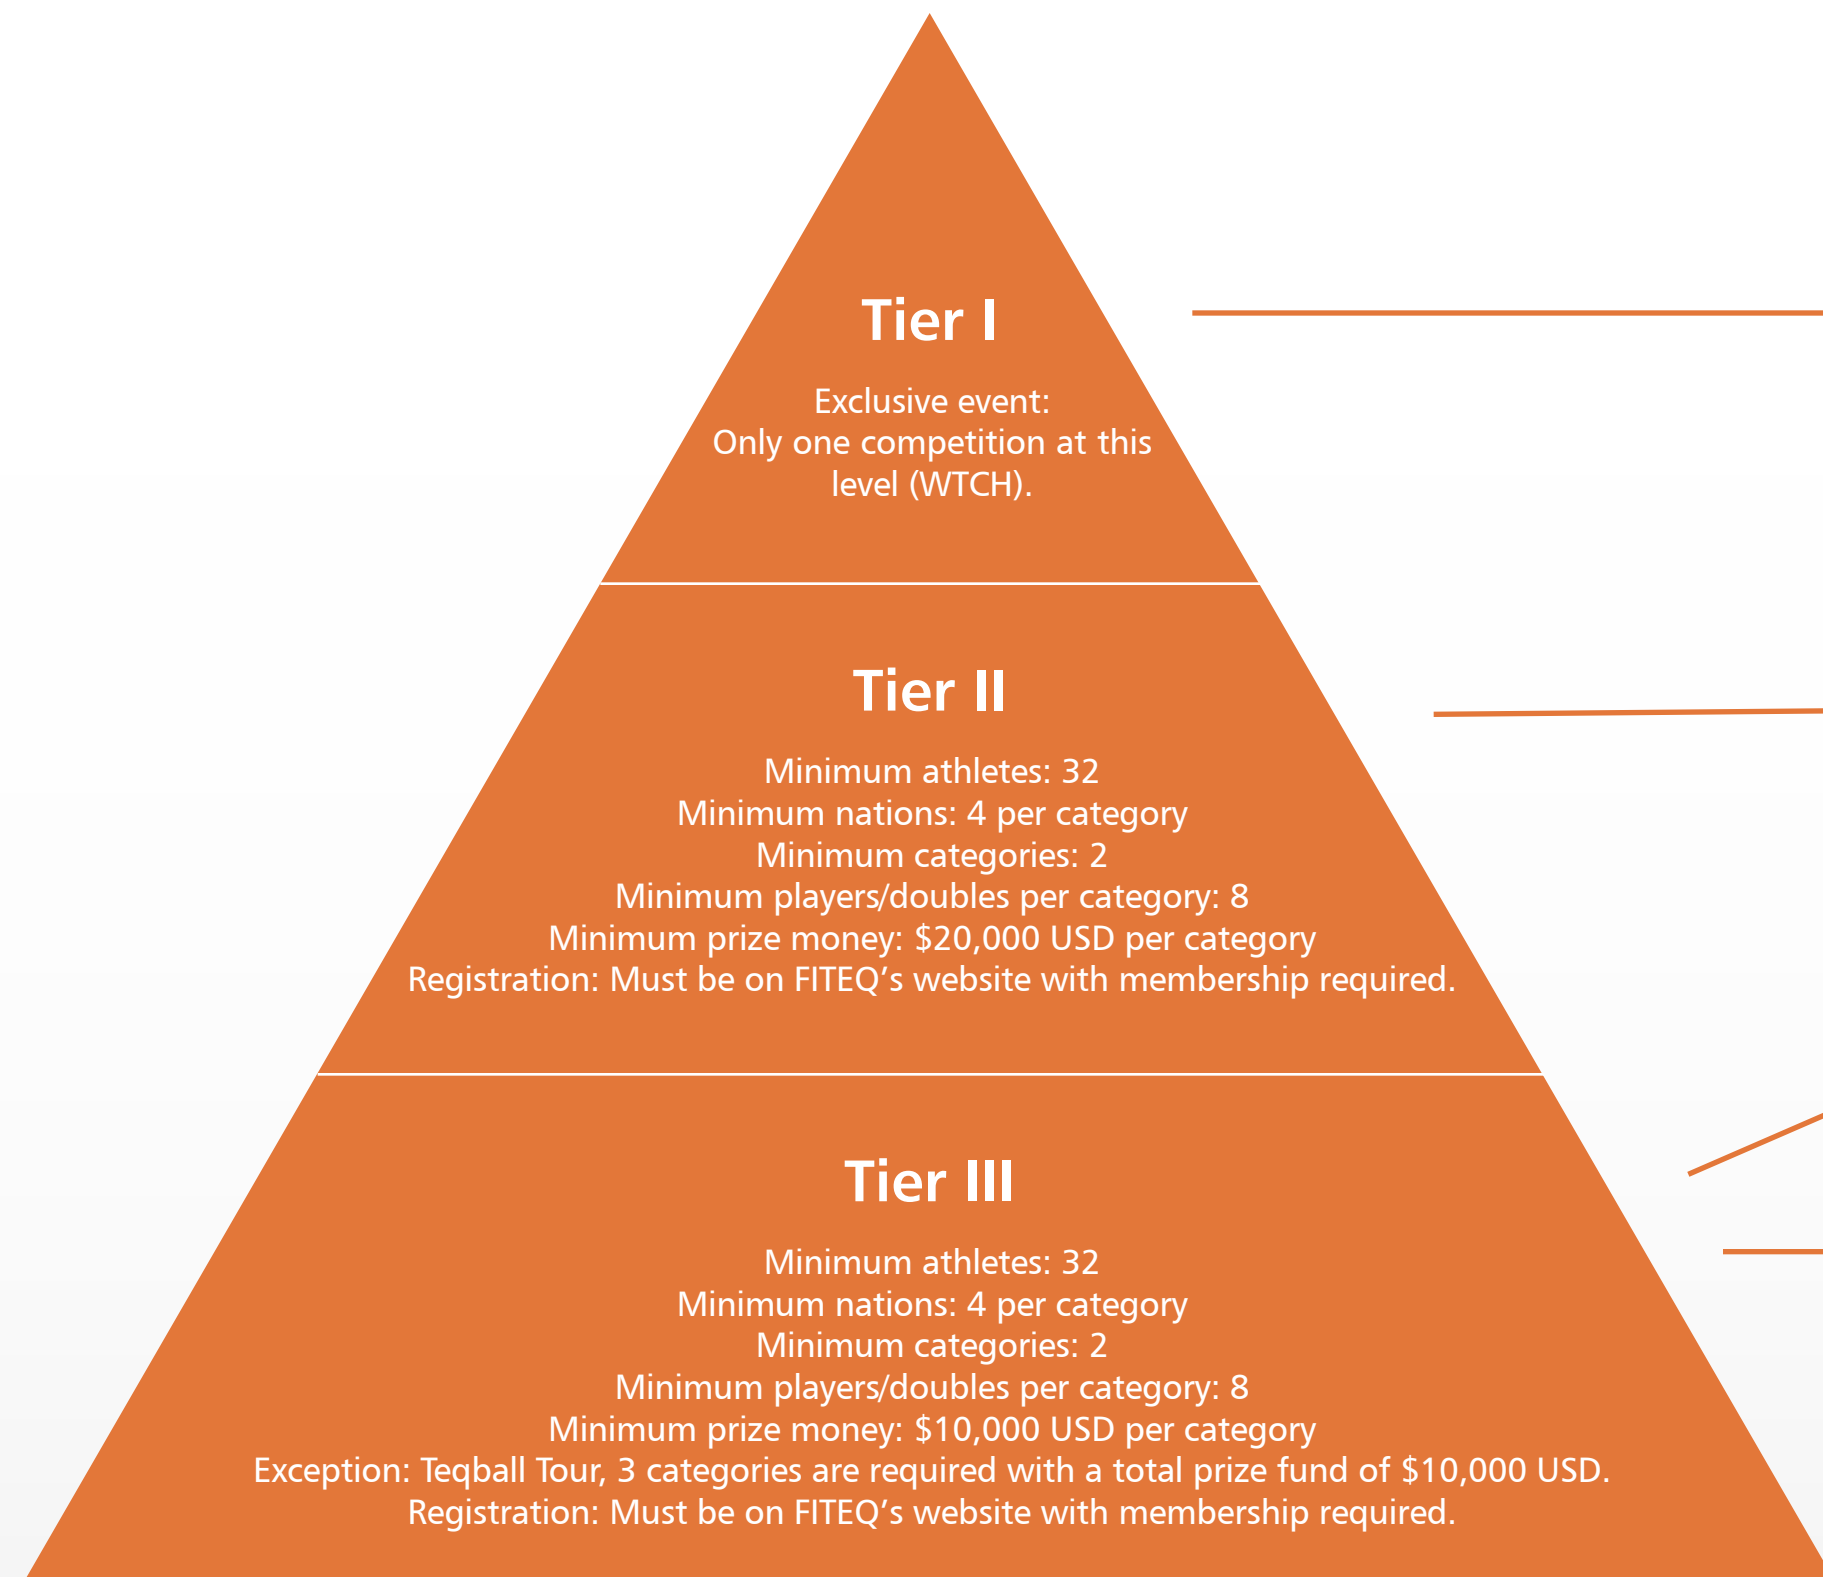 Tier I
Exclusive event:
Only one competition at this
level (WTCH).
Tier II
Minimum athletes: 32
Minimum nations: 4 per category
Minimum categories: 2
Minimum players/doubles per category: 8
Minimum prize money: $20,000 USD per category
Registration: Must be on FITEQ’s website with membership required.
Tier III
Minimum athletes: 32
Minimum nations: 4 per category
Minimum categories: 2
Minimum players/doubles per category: 8
Minimum prize money: $10,000 USD per category
Exception: Teqball Tour, 3 categories are required with a total prize fund of $10,000 USD.
Registration: Must be on FITEQ’s website with membership required.